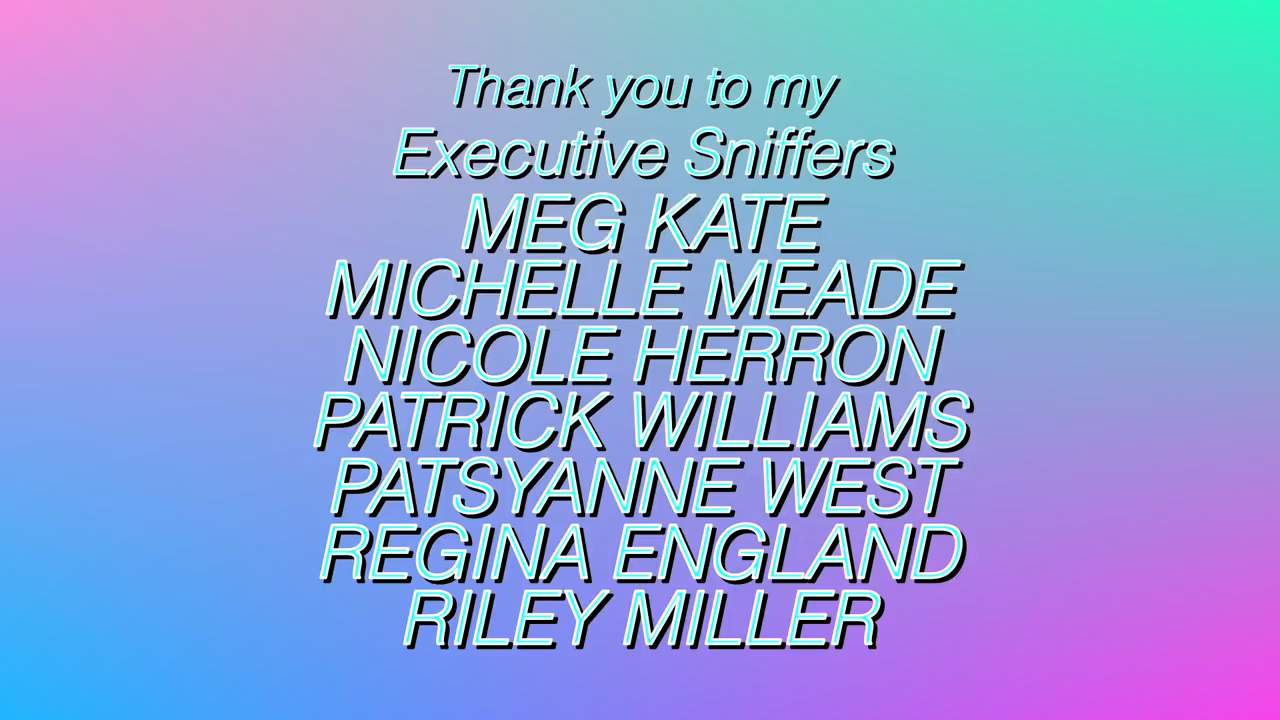 Thank you to my
Executive Sniffers
MEG KATE
MICHELLE MEADE
NICOLE HERRON
PATRICK WILLIAMS
PATSYANNE WEST
REGINA ENGLAND
RILEY MILLER